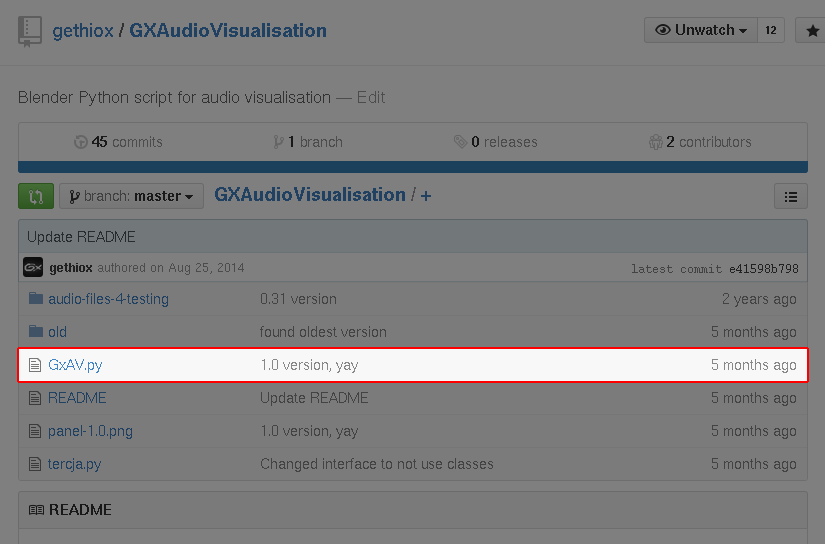 gethiox / GXAudioVisualisation
Unwatch 12
Blender Python script for audio visualisation — Edit
45 commits 1 branch 0 releases 2 contributors
branch: master GXAudioVisualisation / +
Update README
Gx gethiox authored on Aug 25, 2014 latest commit e41598b798
audio-files-4-testing 0.31 version 2 years ago
old found oldest version 5 months ago
GxAV.py 1.0 version, yay 5 months ago
README Update README 5 months ago
panel-1.0.png 1.0 version, yay 5 months ago
tercja.py Changed interface to not use classes 5 months ago
README